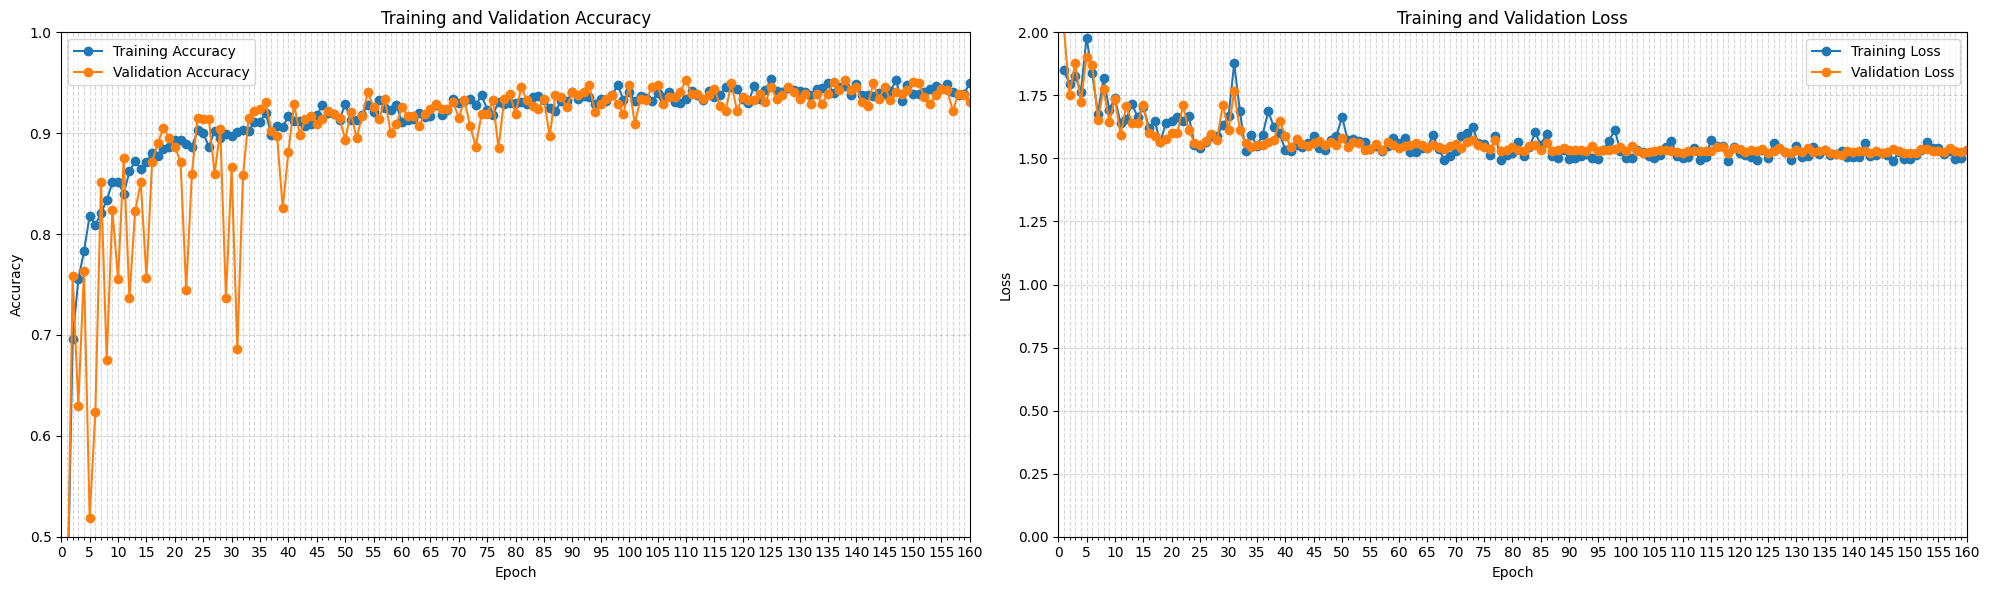 Training and Validation Accuracy
1.0
0.9
0.8
0.7
0.6
0.5
Accuracy
Training Accuracy
Validation Accuracy
0 5 10 15 20 25 30 35 40 45 50 55 60 65 70 75 80 85 90 95 100 105 110 115 120 125 130 135 140 145 150 155 160
Epoch
Training and Validation Loss
2.00
1.75
1.50
1.25
1.00
0.75
0.50
0.25
0.00
Loss
Training Loss
Validation Loss
0 5 10 15 20 25 30 35 40 45 50 55 60 65 70 75 80 85 90 95 100 105 110 115 120 125 130 135 140 145 150 155 160
Epoch